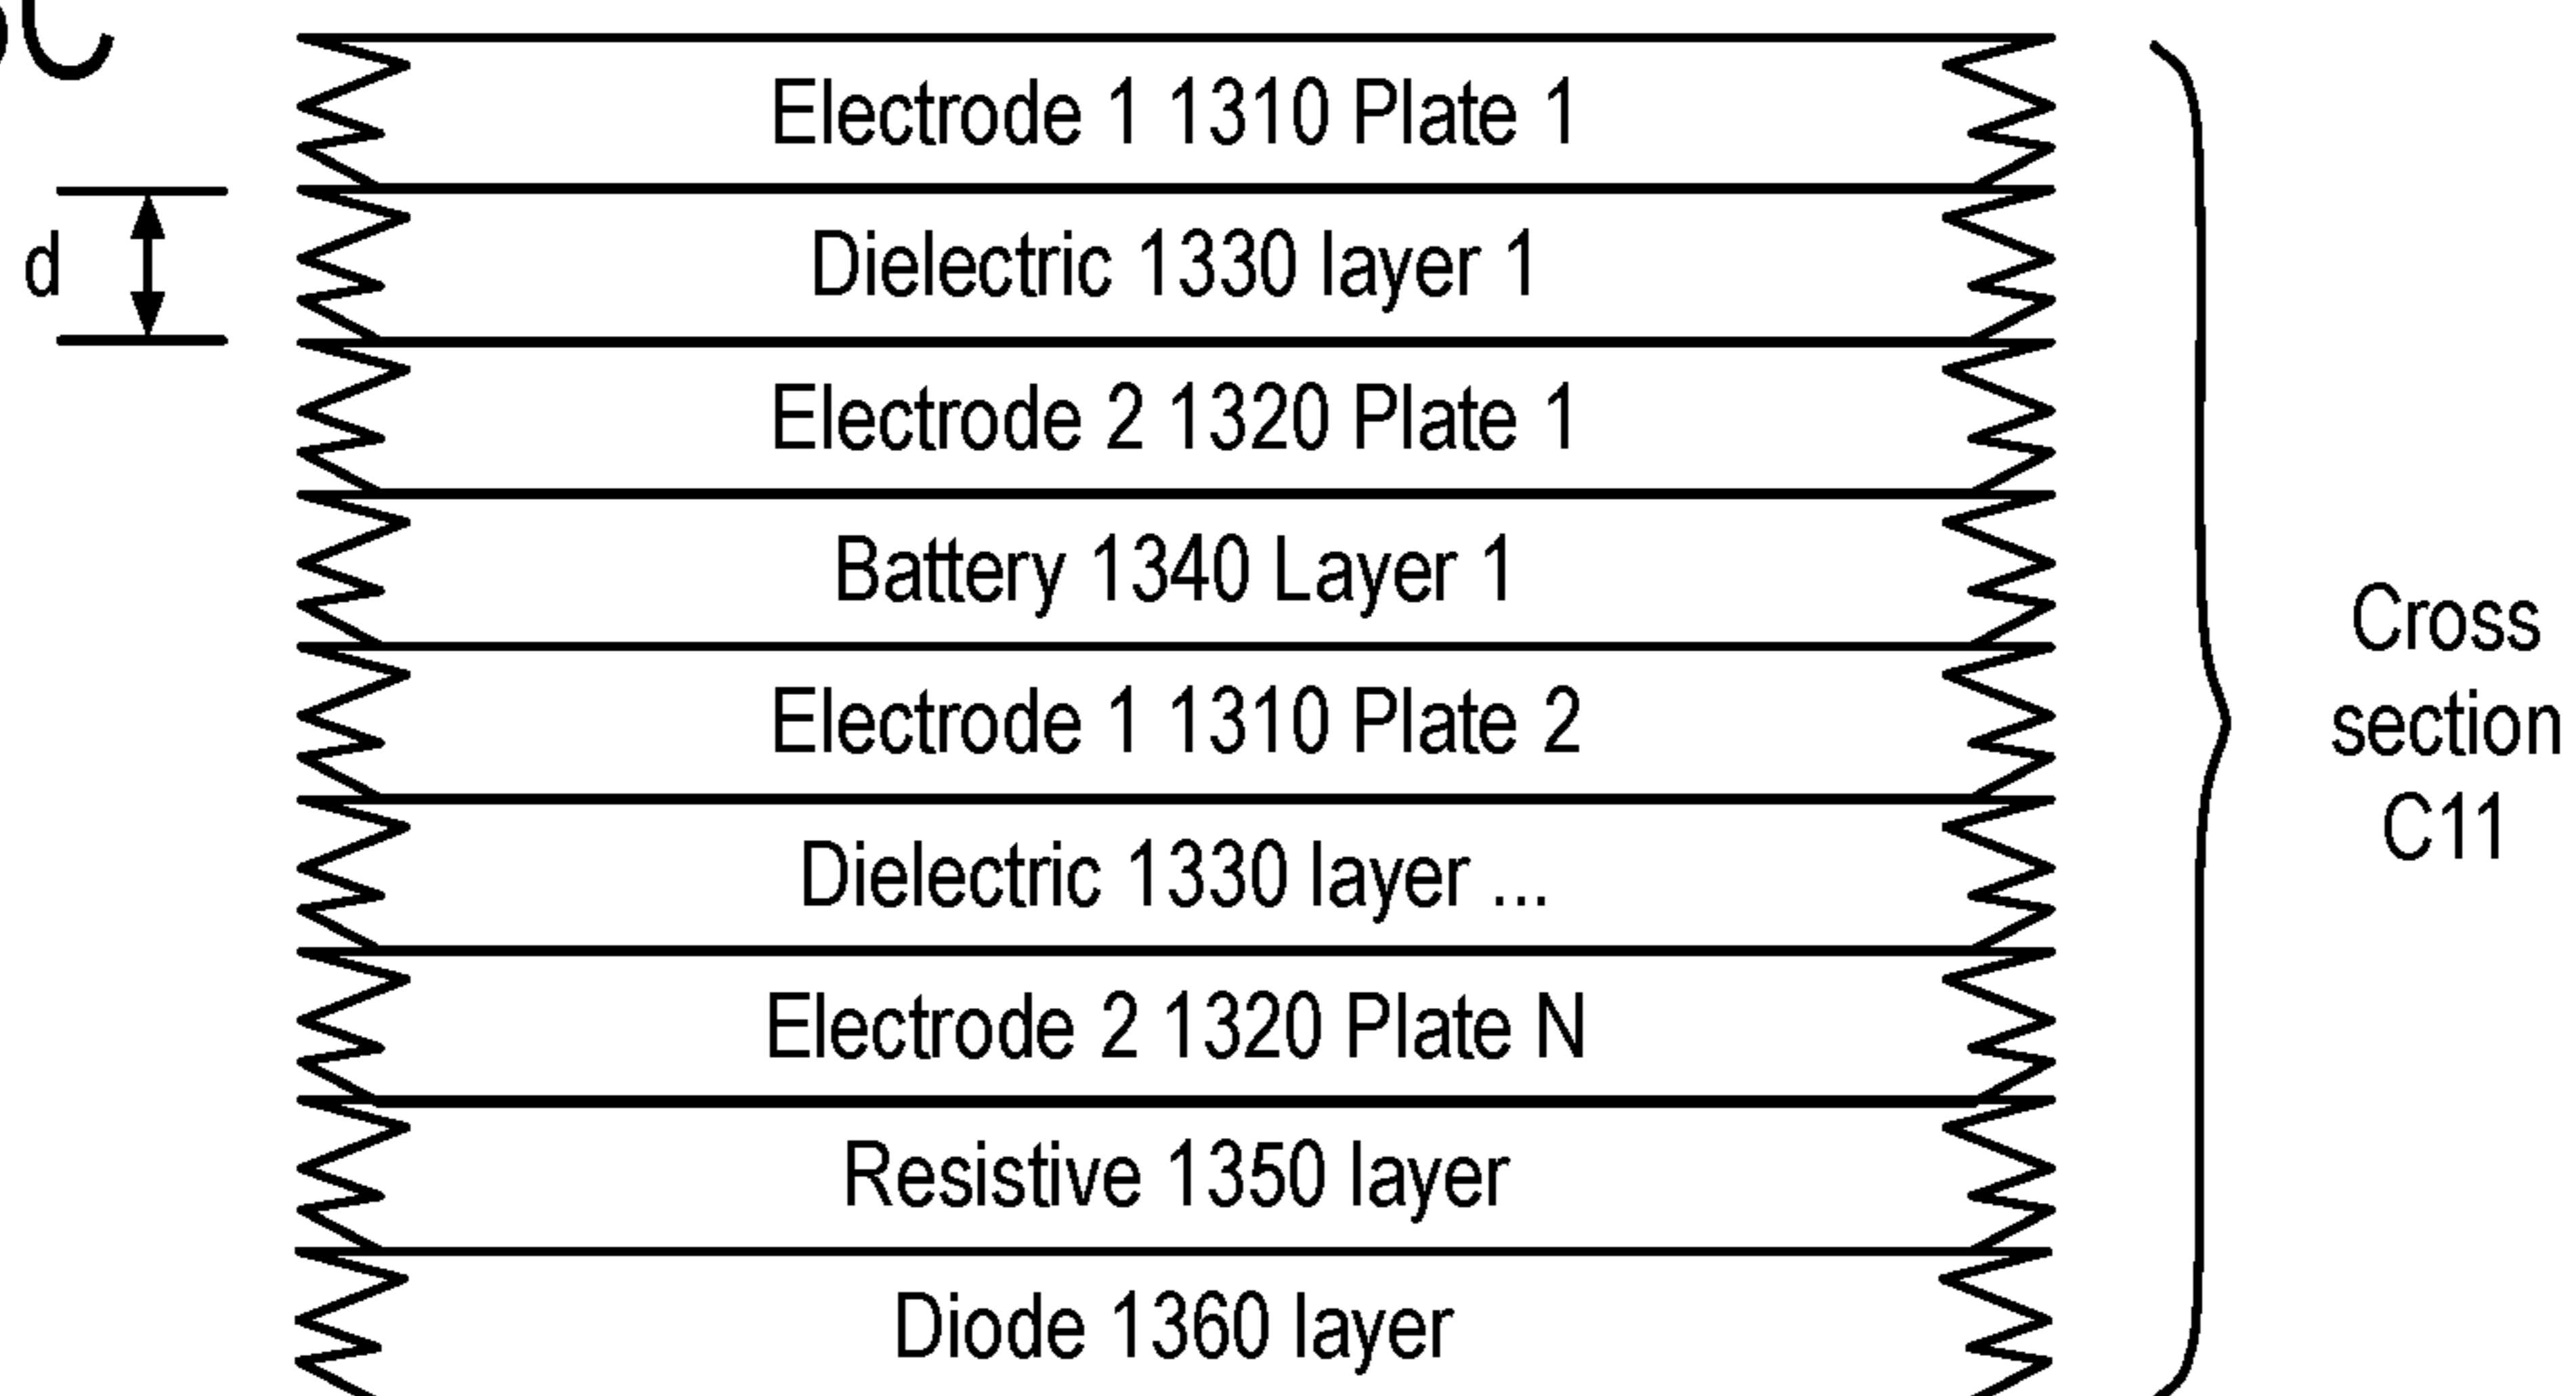 Electrode 1 1310 Plate 1
Dielectric 1330 layer 1
d
Electrode 2 1320 Plate 1
Battery 1340 Layer 1
Electrode 1 1310 Plate 2
Dielectric 1330 layer ...
Electrode 2 1320 Plate N
Resistive 1350 layer
Diode 1360 layer
Cross
section
C11